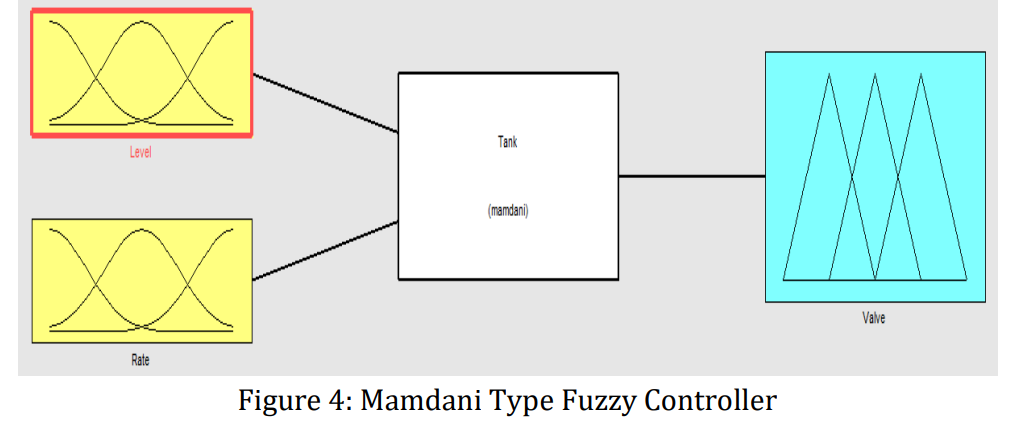 Level
Tank
(mamdani)
Valve
Rate
Figure 4: Mamdani Type Fuzzy Controller